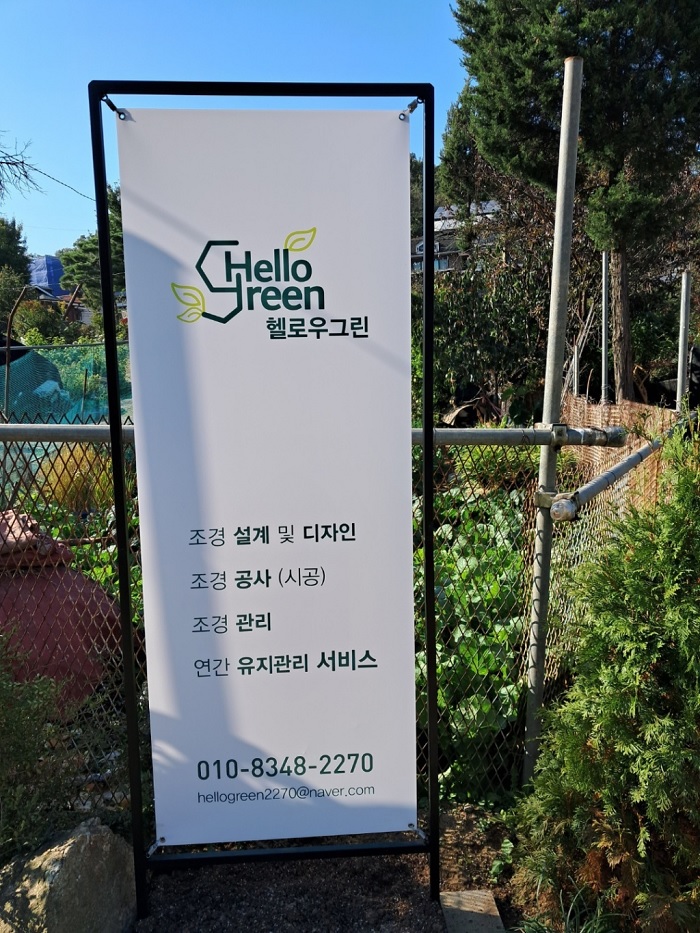 Hello
Green
헬로우그린
조경 설계 및 디자인
조경 공사 (시공)
조경 관리
연간 유지관리 서비스
010-8348-2270
hellogreen2270@naver.com